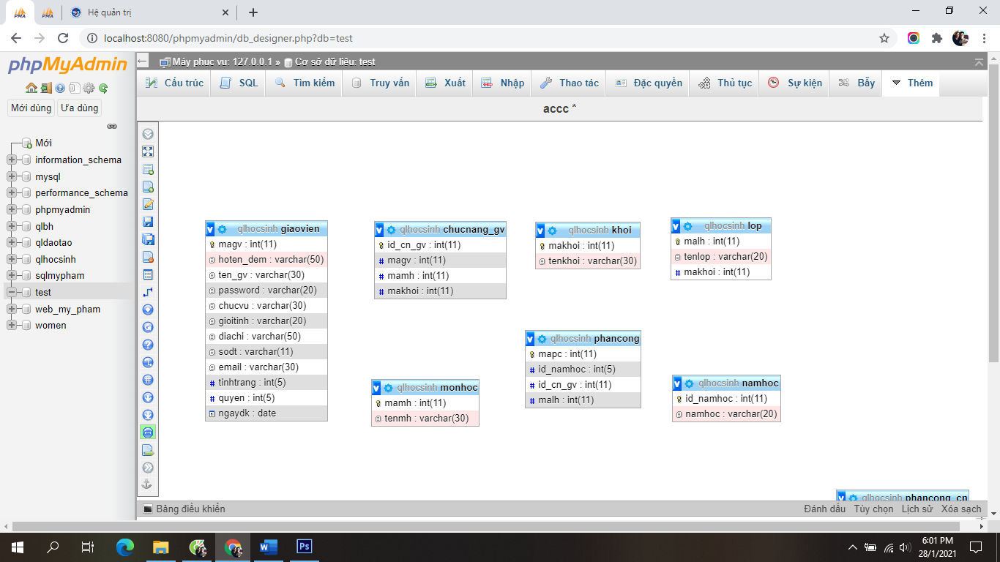 Hệ quản trị
localhost:8080/phpmyadmin/db_designer.php?db=test
phpMyAdmin
Mới dùng
Ưa dùng
Mới
information_schema
mysql
performance_schema
phpmyadmin
qlbh
qldaotao
qlhocsinh
sqlmypham
test
web_my_pham
women
Máy phục vụ: 127.0.0.1 » Cơ sở dữ liệu: test
Cấu trúc SQL Tìm kiếm Truy vấn Xuất Nhập Thao tác Đặc quyền Thủ tục Sự kiện Bẫy Thêm
accc *
qlhocsinh giaovien
magv : int(11)
hoten_dem : varchar(50)
ten_gv : varchar(30)
password : varchar(20)
chucvu : varchar(30)
gioitinh : varchar(20)
diachi : varchar(50)
sodt : varchar(11)
email : varchar(30)
tinhtrang : int(5)
quyen : int(5)
ngaydk : date
qlhocsinh chucnang_gv
id_cn_gv : int(11)
magv : int(11)
mamh : int(11)
makhoi : int(11)
qlhocsinh khoi
makhoi : int(11)
tenkhoi : varchar(30)
qlhocsinh lop
malh : int(11)
tenlop : varchar(20)
makhoi : int(11)
qlhocsinh monhoc
mamh : int(11)
tenmh : varchar(30)
qlhocsinh phancong
mapc : int(11)
id_namhoc : int(5)
id_cn_gv : int(11)
malh : int(11)
qlhocsinh namhoc
id_namhoc : int(11)
namhoc : varchar(20)
qlhocsinh phancong_cn
Bảng điều khiển
Đánh dấu Tùy chọn Lịch sử Xóa sạch
6:01 PM
28/1/2021